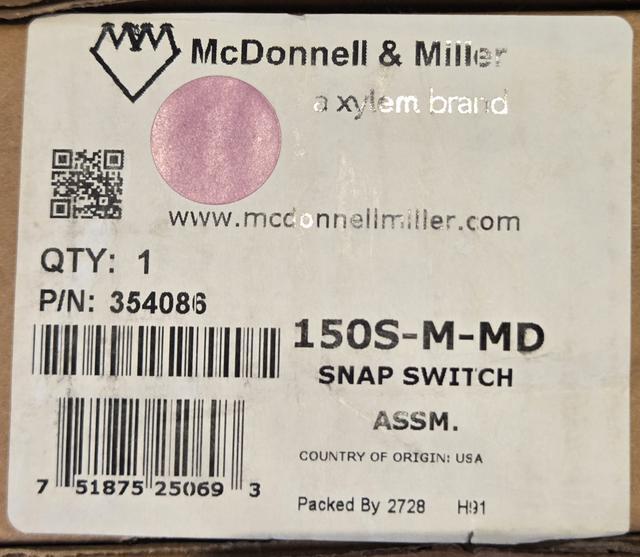 McDonnell & Miller
a xylem brand
www.mcdonnellmiller.com
QTY: 1
P/N: 354086
150S-M-MD
SNAP SWITCH
ASSM.
COUNTRY OF ORIGIN: USA
7 51875 25069 3
Packed By 2728 H91